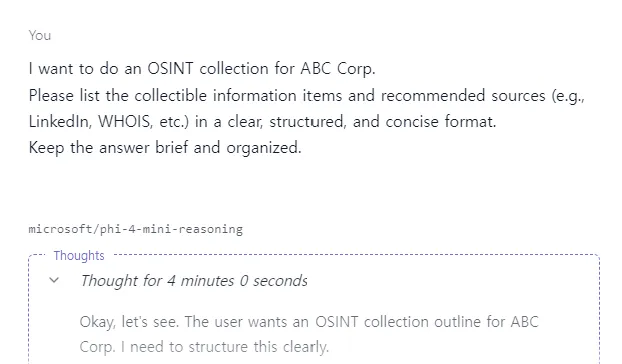 You
I want to do an OSINT collection for ABC Corp.
Please list the collectible information items and recommended sources (e.g.,
LinkedIn, WHOIS, etc.) in a clear, structured, and concise format.
Keep the answer brief and organized.
microsoft/phi-4-mini-reasoning
Thoughts
Thought for 4 minutes 0 seconds
Okay, let's see. The user wants an OSINT collection outline for ABC
Corp. I need to structure this clearly.